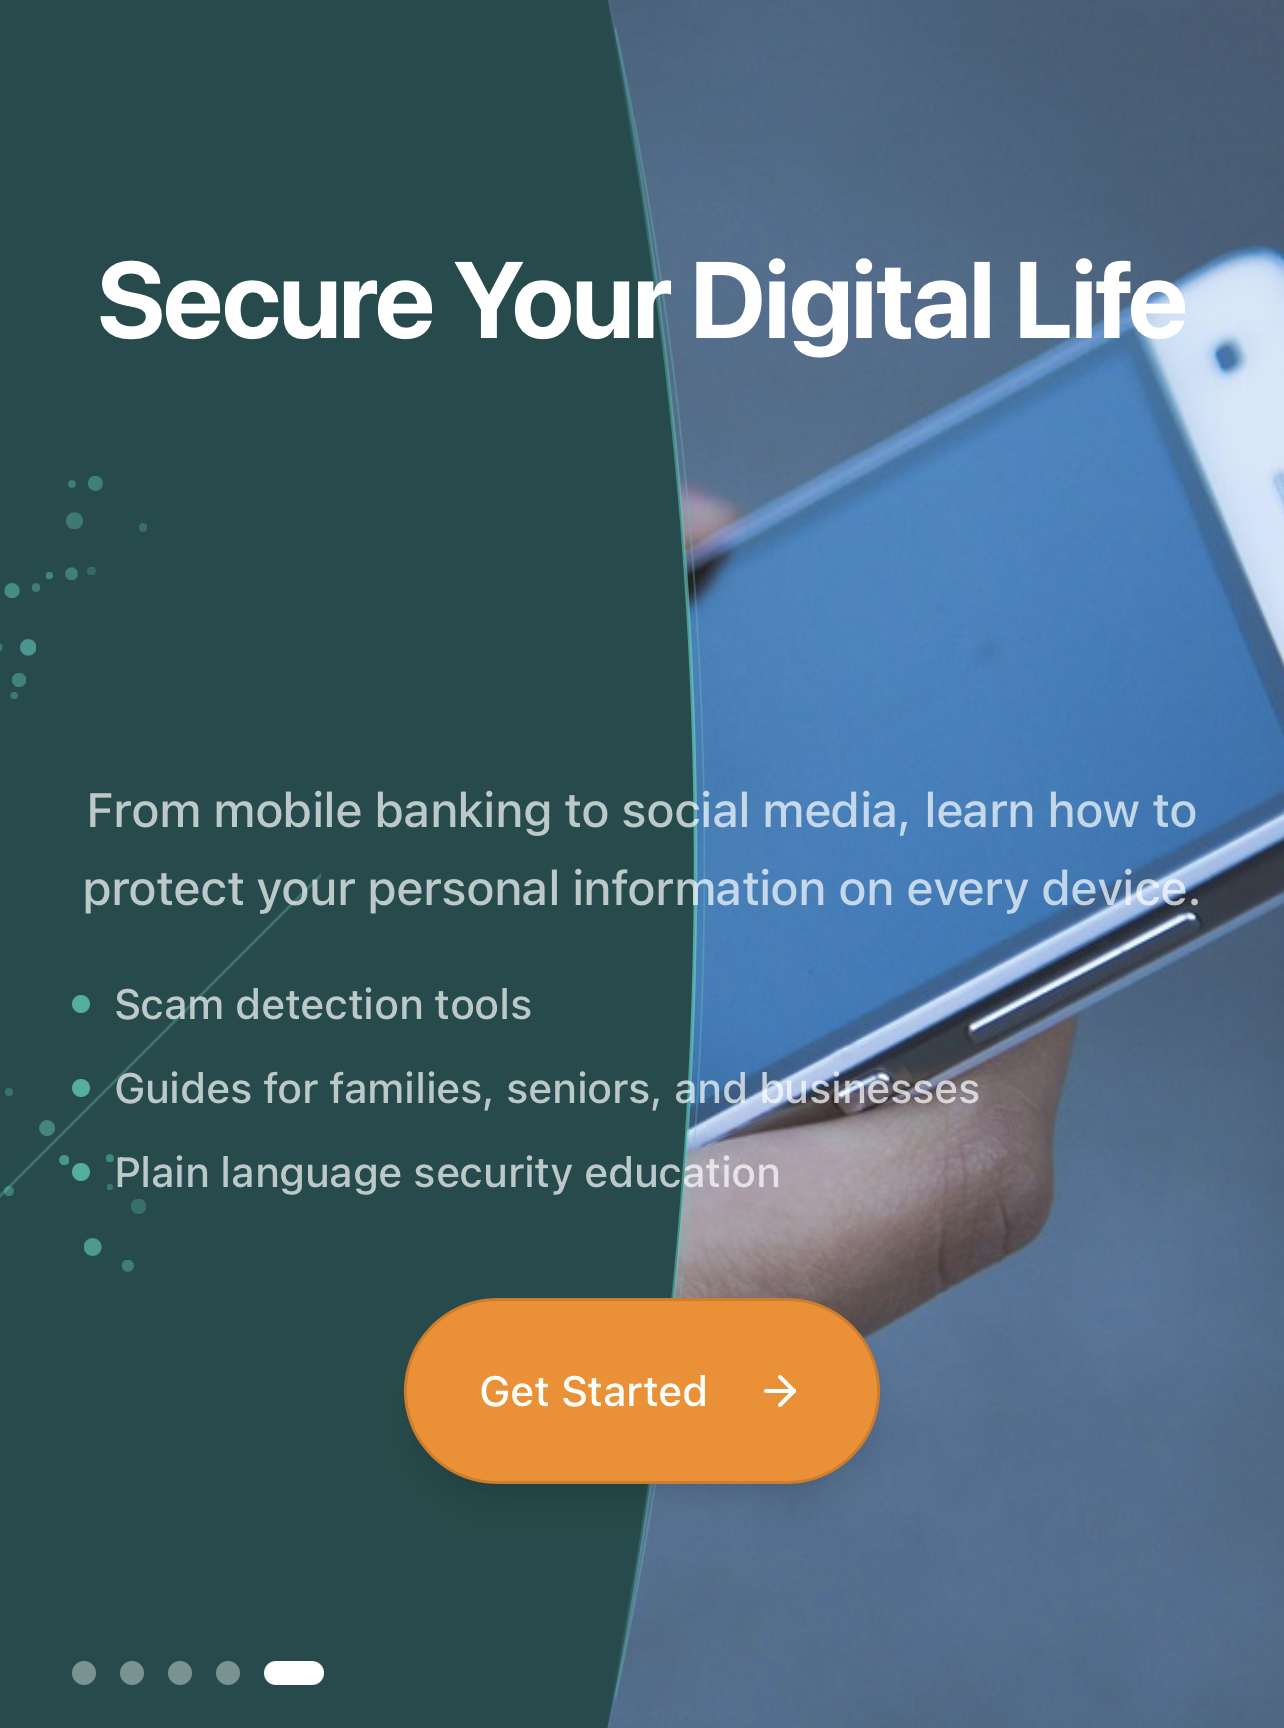 Secure Your Digital Life
From mobile banking to social media, learn how to
protect your personal information on every device.
Scam detection tools
Guides for families, seniors, and businesses
Plain language security education
Get Started